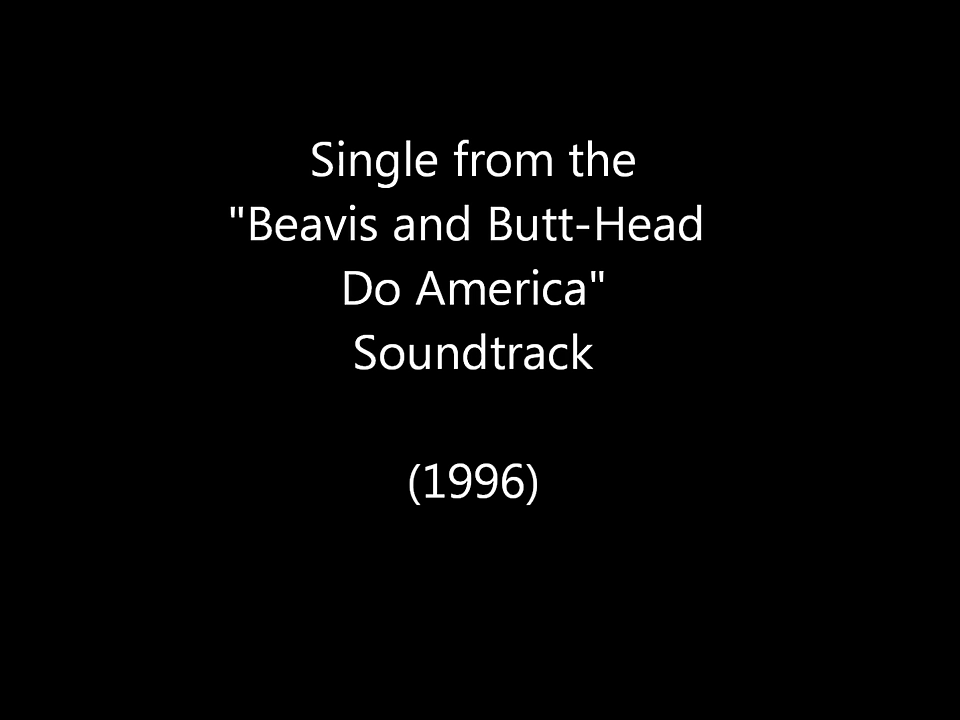 Single from the
"Beavis and Butt-Head
Do America"
Soundtrack
(1996)